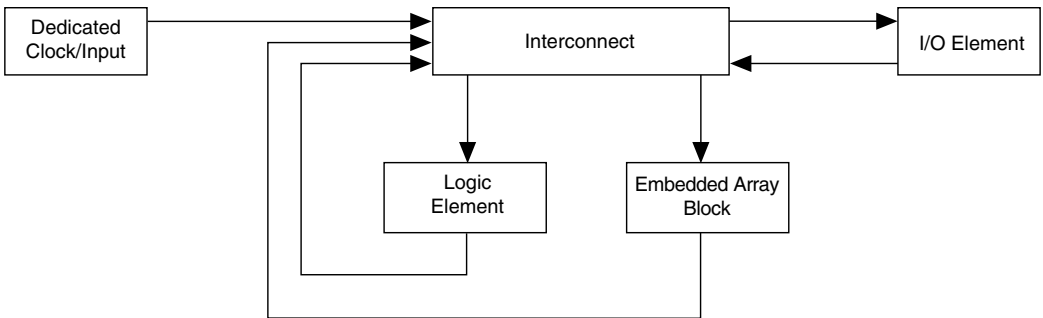 Dedicated
Clock/Input
Interconnect
I/O Element
Logic
Element
Embedded Array
Block